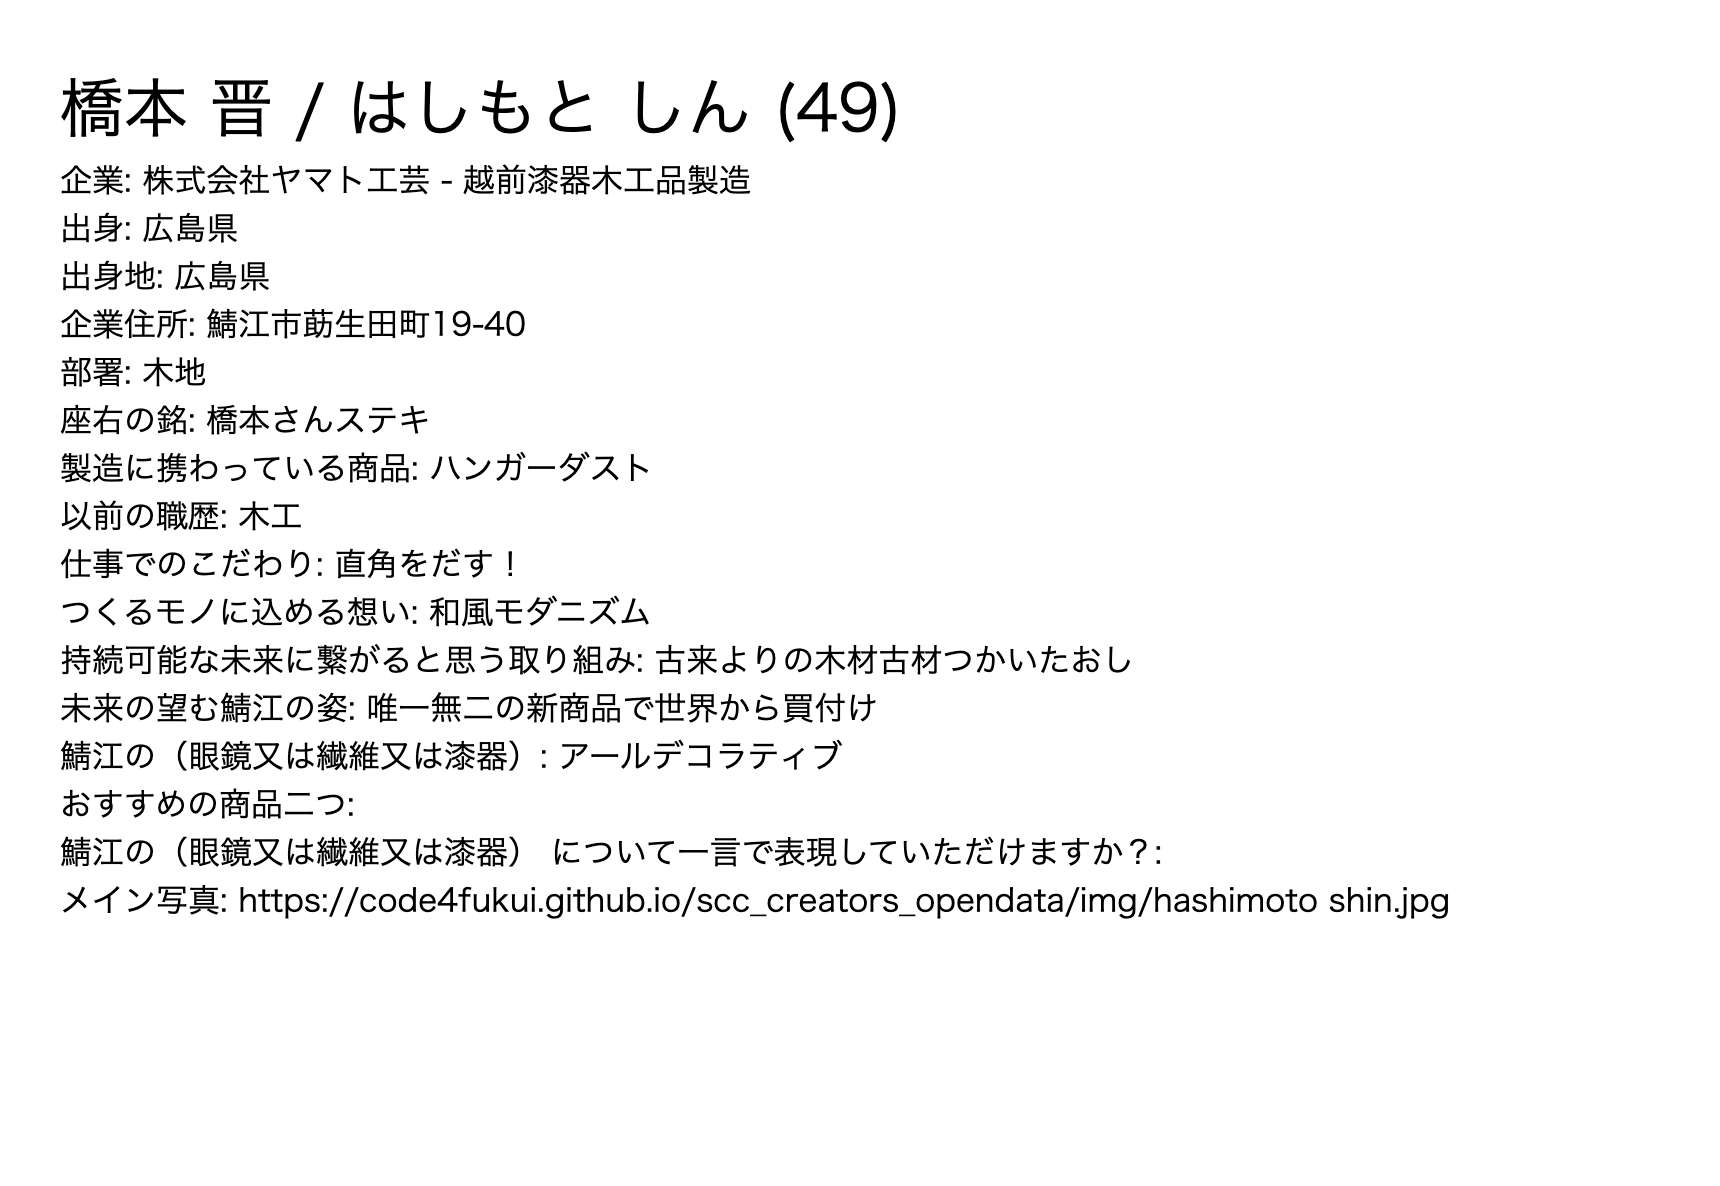 橋本 晋 / はしもと しん (49)
企業: 株式会社ヤマト工芸 - 越前漆器木工品製造
出身: 広島県
出身地: 広島県
企業住所: 鯖江市莇生田町19-40
部署: 木地
座右の銘: 橋本さんステキ
製造に携わっている商品: ハンガーダスト
以前の職歴: 木工
仕事でのこだわり: 直角をだす！
つくるモノに込める想い: 和風モダニズム
持続可能な未来に繋がると思う取り組み: 古来よりの木材古材つかいたおし
未来の望む鯖江の姿: 唯一無二の新商品で世界から買付け
鯖江の（眼鏡又は繊維又は漆器）: アールデコラティブ
おすすめの商品二つ:
鯖江の（眼鏡又は繊維又は漆器） について一言で表現していただけますか？:
メイン写真: https://code4fukui.github.io/scc_creators_opendata/img/hashimoto shin.jpg